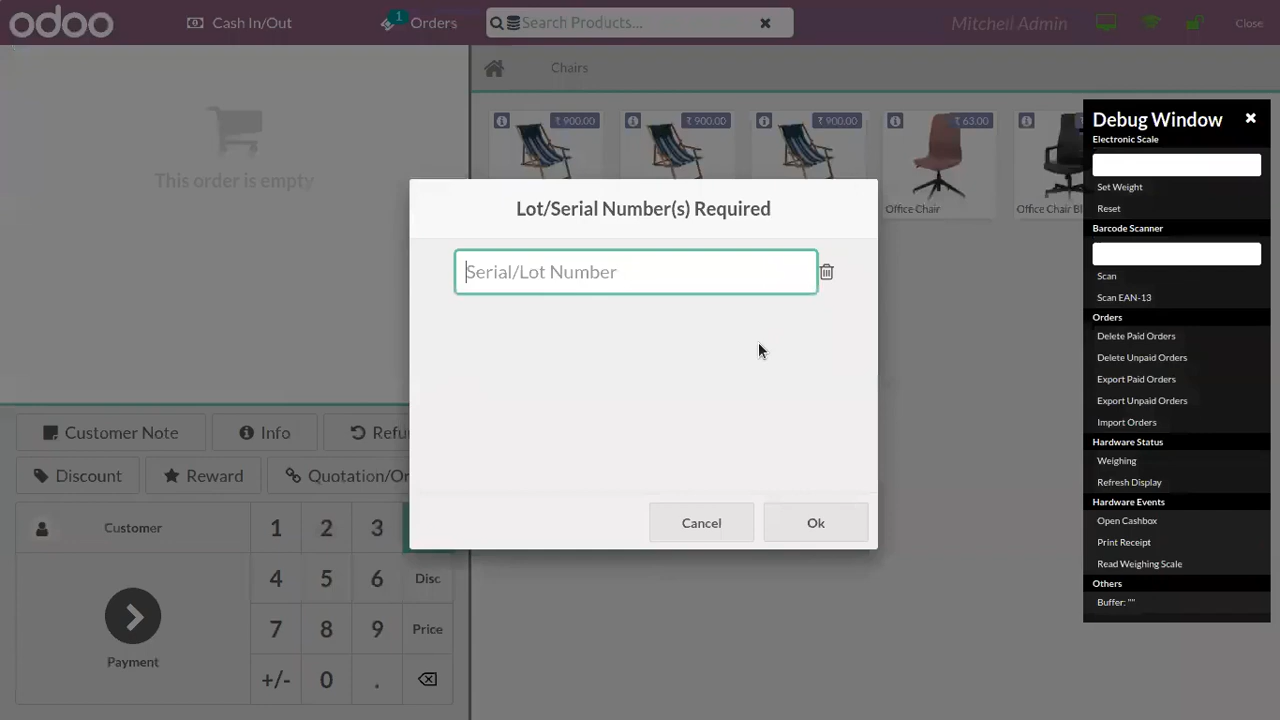 odoo
Cash In/Out
1
Orders
Search Products...
Mitchell Admin
Close
This order is empty
Chairs
₹ 900.00
₹ 900.00
₹ 900.00
₹ 63.00
Office Chair
Office Chair Bl
Lot/Serial Number(s) Required
Serial/Lot Number
Cancel
Ok
Customer Note
Info
Refu
Discount
Reward
Quotation/Or
Customer
1 2 3
4 5 6 Disc
7 8 9 Price
+/- 0 .
Payment
Debug Window
Electronic Scale
Set Weight
Reset
Barcode Scanner
Scan
Scan EAN-13
Orders
Delete Paid Orders
Delete Unpaid Orders
Export Paid Orders
Export Unpaid Orders
Import Orders
Hardware Status
Weighing
Refresh Display
Hardware Events
Open Cashbox
Print Receipt
Read Weighing Scale
Others
Buffer: ""